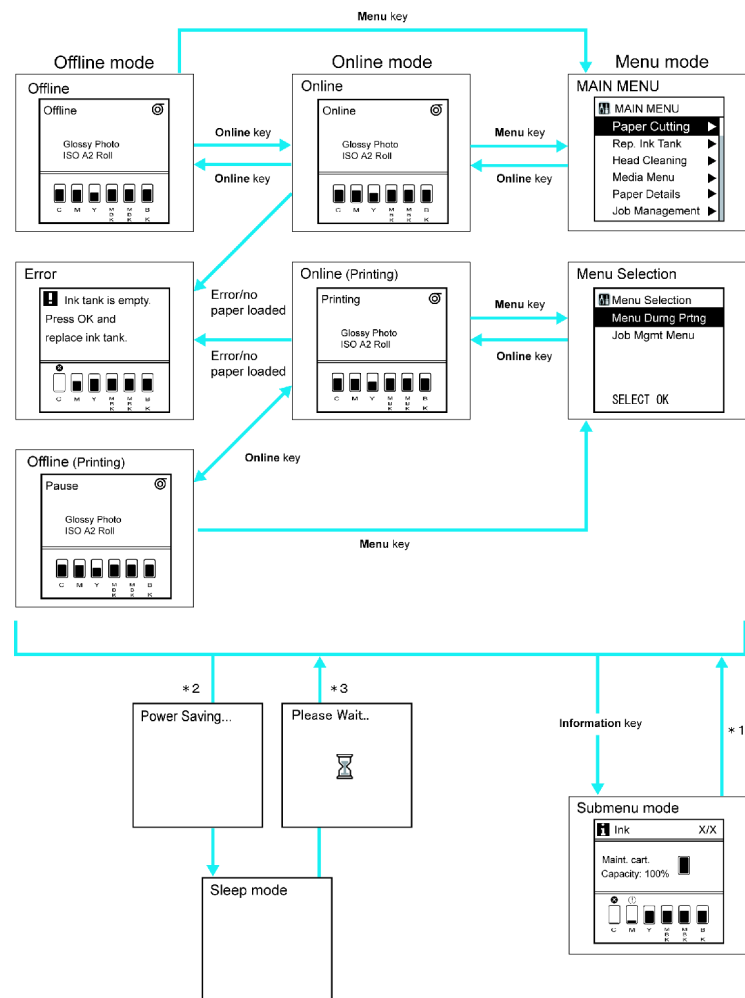 Menu key
Offline mode
Online mode
Menu mode
Offline
Offline
Glossy Photo
ISO A2 Roll
C M Y MBK MBK BK
Online key
Online key
Online
Online
Glossy Photo
ISO A2 Roll
C M Y MBK MBK BK
Menu key
Online key
MAIN MENU
MAIN MENU
Paper Cutting
Rep. Ink Tank
Head Cleaning
Media Menu
Paper Details
Job Management
Error
! Ink tank is empty.
Press OK and
replace ink tank.
C M Y MBK MBK BK
Error/no
paper loaded
Error/no
paper loaded
Online (Printing)
Printing
Glossy Photo
ISO A2 Roll
C M Y MBK MBK BK
Menu key
Online key
Menu Selection
Menu Selection
Menu Durng Prtng
Job Mgmt Menu
SELECT OK
Offline (Printing)
Pause
Glossy Photo
ISO A2 Roll
C M Y MBK MBK BK
Online key
Menu key
*2
Power Saving...
*3
Please Wait..
Sleep mode
Information key
*1
Submenu mode
i Ink X/X
Maint. cart.
Capacity: 100%
C M Y MBK MBK BK